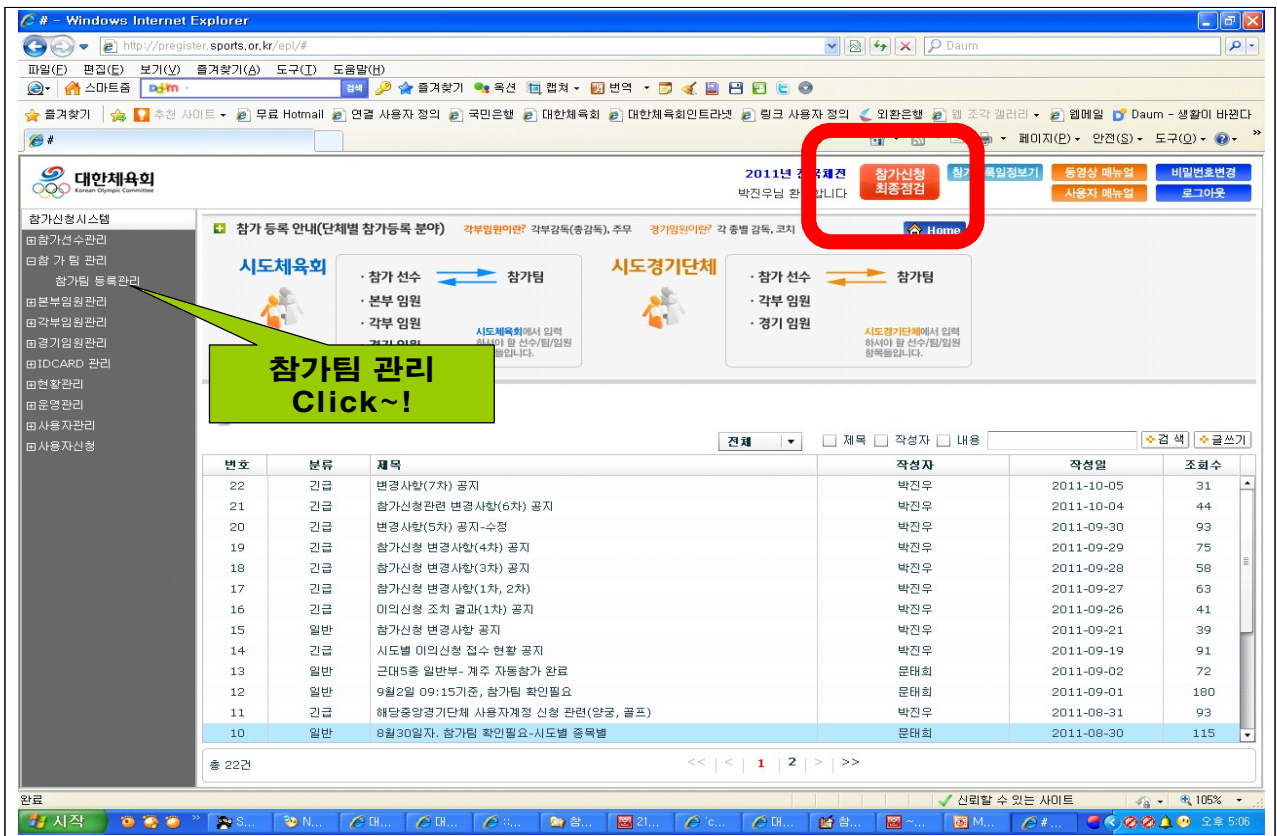 # - Windows Internet Explorer
http://pregister.sports.or.kr/epl/#
Daum
파일(F) 편집(E) 보기(V) 즐겨찾기(A) 도구(T) 도움말(H)
스마트줌 검색 즐겨찾기 옥션 캡쳐 번역
즐겨찾기 추천 사이트 무료 Hotmail 연결 사용자 정의 국민은행 대한체육회 대한체육회인트라넷 링크 사용자 정의 외환은행 웹 조각 갤러리 웹메일 Daum - 생활이 바뀐다
# 페이지(P) 안전(S) 도구(O)
대한체육회
Korean Olympic Committee
2011년 참가신청 최종점검 동영상 매뉴얼 비밀번호변경
박진우님 사용자 매뉴얼 로그아웃
참가신청시스템
참가선수관리
참 가 팀 관리
참가팀 등록관리
본부임원관리
각부임원관리
경기임원관리
IDCARD 관리
현황관리
운영관리
사용자관리
사용자신청
참가 등록 안내(단체별 참가등록 분야) 각부임원이란? 각부감독(총감독), 주무 경기임원이란? 각 종별 감독, 코치 Home
시도체육회
· 참가 선수 참가팀
· 본부 임원
· 각부 임원
시도체육회에서 입력
시도경기단체
· 참가 선수 참가팀
· 각부 임원
· 경기 임원
시도경기단체에서 입력
하셔야 할 선수/팀/임원
항목들입니다.
참가팀 관리
Click~!
전체 제목 작성자 내용 검 색 글쓰기
번호 분류 제목 작성자 작성일 조회수
22 긴급 변경사항(7차) 공지 박진우 2011-10-05 31
21 긴급 참가신청관련 변경사항(6차) 공지 박진우 2011-10-04 44
20 긴급 변경사항(5차) 공지-수정 박진우 2011-09-30 93
19 긴급 참가신청 변경사항(4차) 공지 박진우 2011-09-29 75
18 긴급 참가신청 변경사항(3차) 공지 박진우 2011-09-28 58
17 긴급 참가신청 변경사항(1차, 2차) 박진우 2011-09-27 63
16 긴급 이의신청 조치 결과(1차) 공지 박진우 2011-09-26 41
15 일반 참가신청 변경사항 공지 박진우 2011-09-21 39
14 긴급 시도별 이의신청 접수 현황 공지 박진우 2011-09-19 91
13 일반 근대5종 일반부- 계주 자동참가 완료 문태희 2011-09-02 72
12 일반 9월2일 09:15기준, 참가팀 확인필요 문태희 2011-09-01 180
11 긴급 해당중앙경기단체 사용자계정 신청 관련(양궁, 골프) 박진우 2011-08-31 93
10 일반 8월30일자. 참가팀 확인필요-시도별 종목별 문태희 2011-08-30 115
총 22건 << < 1 2 > >>
완료 신뢰할 수 있는 사이트 105%
시작 S... N... 대... 대... ::... 참... 21... 'c... 대... 참... ~... M... #... 오후 5:06